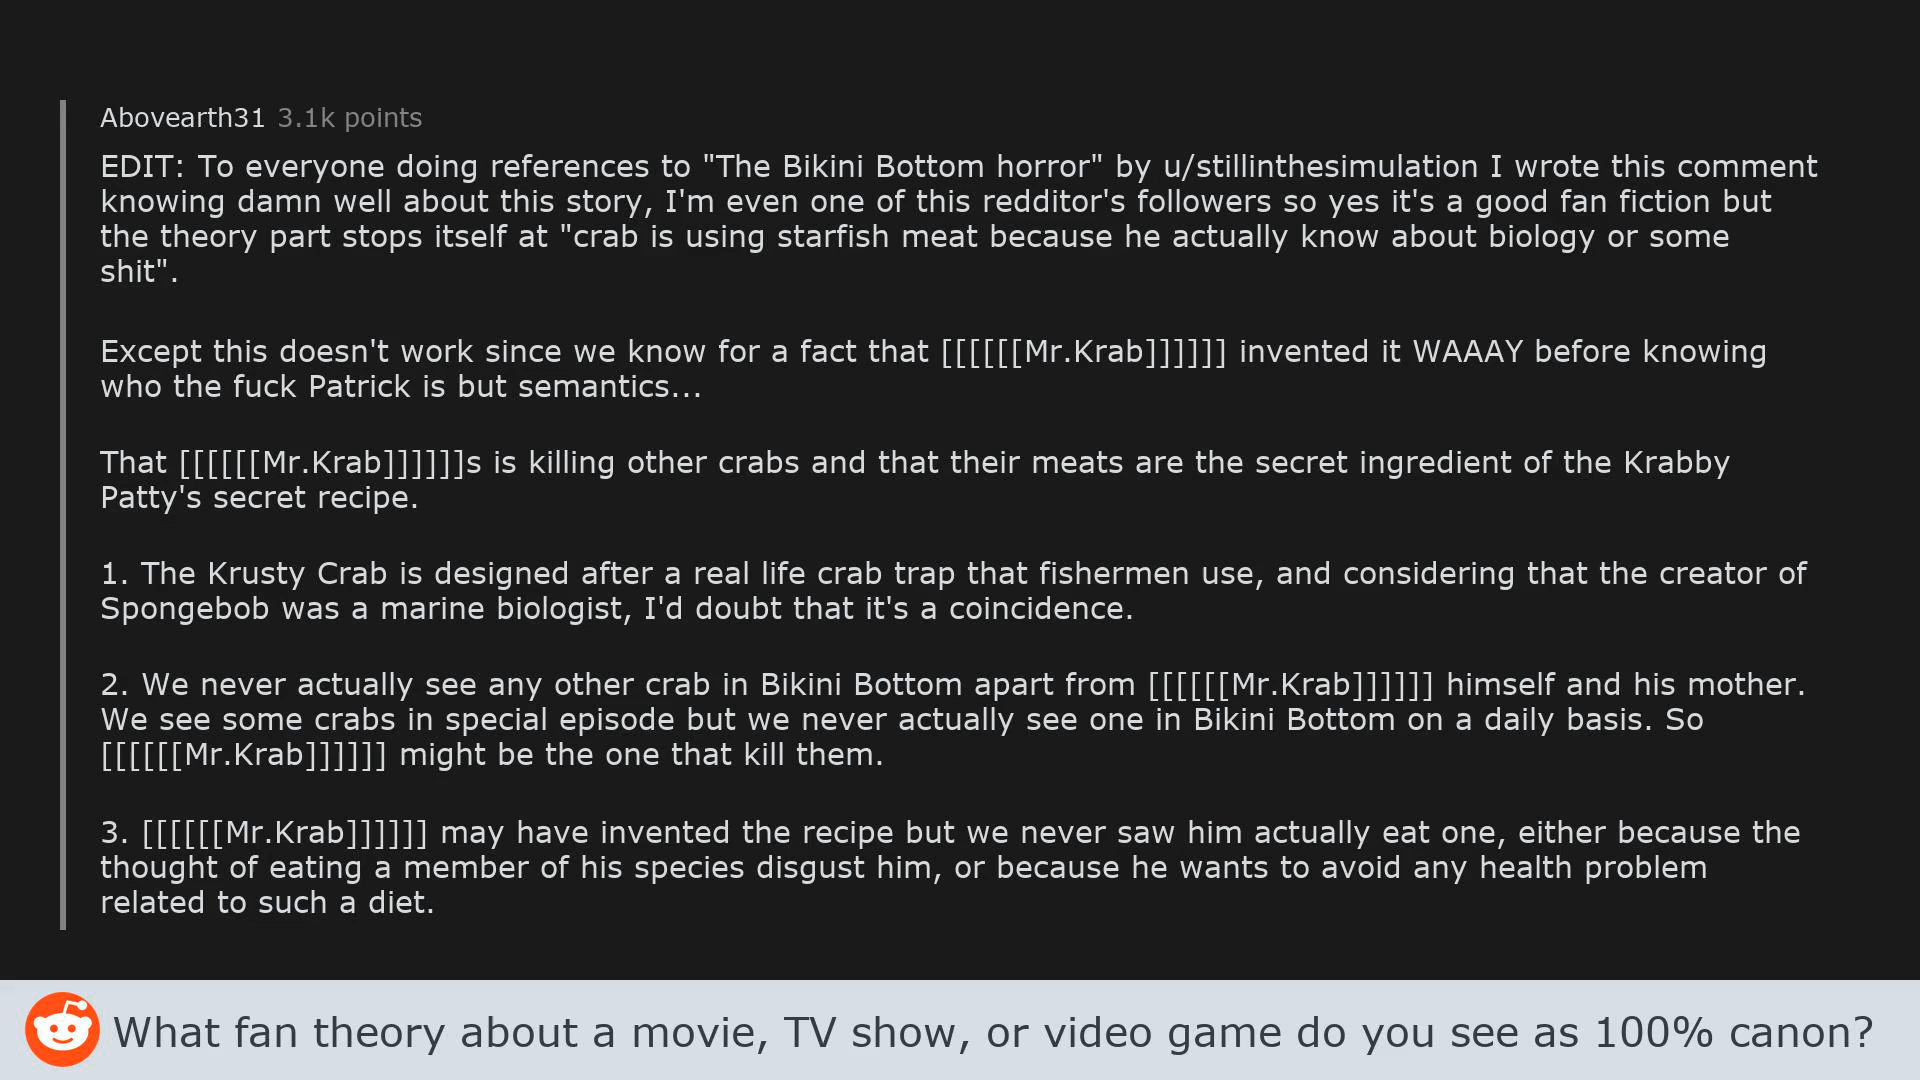 Abovearth31 3.1k points
EDIT: To everyone doing references to "The Bikini Bottom horror" by u/stillinthesimulation I wrote this comment
knowing damn well about this story, I'm even one of this redditor's followers so yes it's a good fan fiction but
the theory part stops itself at "crab is using starfish meat because he actually know about biology or some
shit".
Except this doesn't work since we know for a fact that [[[[[[Mr.Krab]]]]]] invented it WAAAY before knowing
who the fuck Patrick is but semantics...
That [[[[[[Mr.Krab]]]]]]s is killing other crabs and that their meats are the secret ingredient of the Krabby
Patty's secret recipe.
1. The Krusty Crab is designed after a real life crab trap that fishermen use, and considering that the creator of
Spongebob was a marine biologist, I'd doubt that it's a coincidence.
2. We never actually see any other crab in Bikini Bottom apart from [[[[[[Mr.Krab]]]]]] himself and his mother.
We see some crabs in special episode but we never actually see one in Bikini Bottom on a daily basis. So
[[[[[[Mr.Krab]]]]]] might be the one that kill them.
3. [[[[[[Mr.Krab]]]]]] may have invented the recipe but we never saw him actually eat one, either because the
thought of eating a member of his species disgust him, or because he wants to avoid any health problem
related to such a diet.
What fan theory about a movie, TV show, or video game do you see as 100% canon?